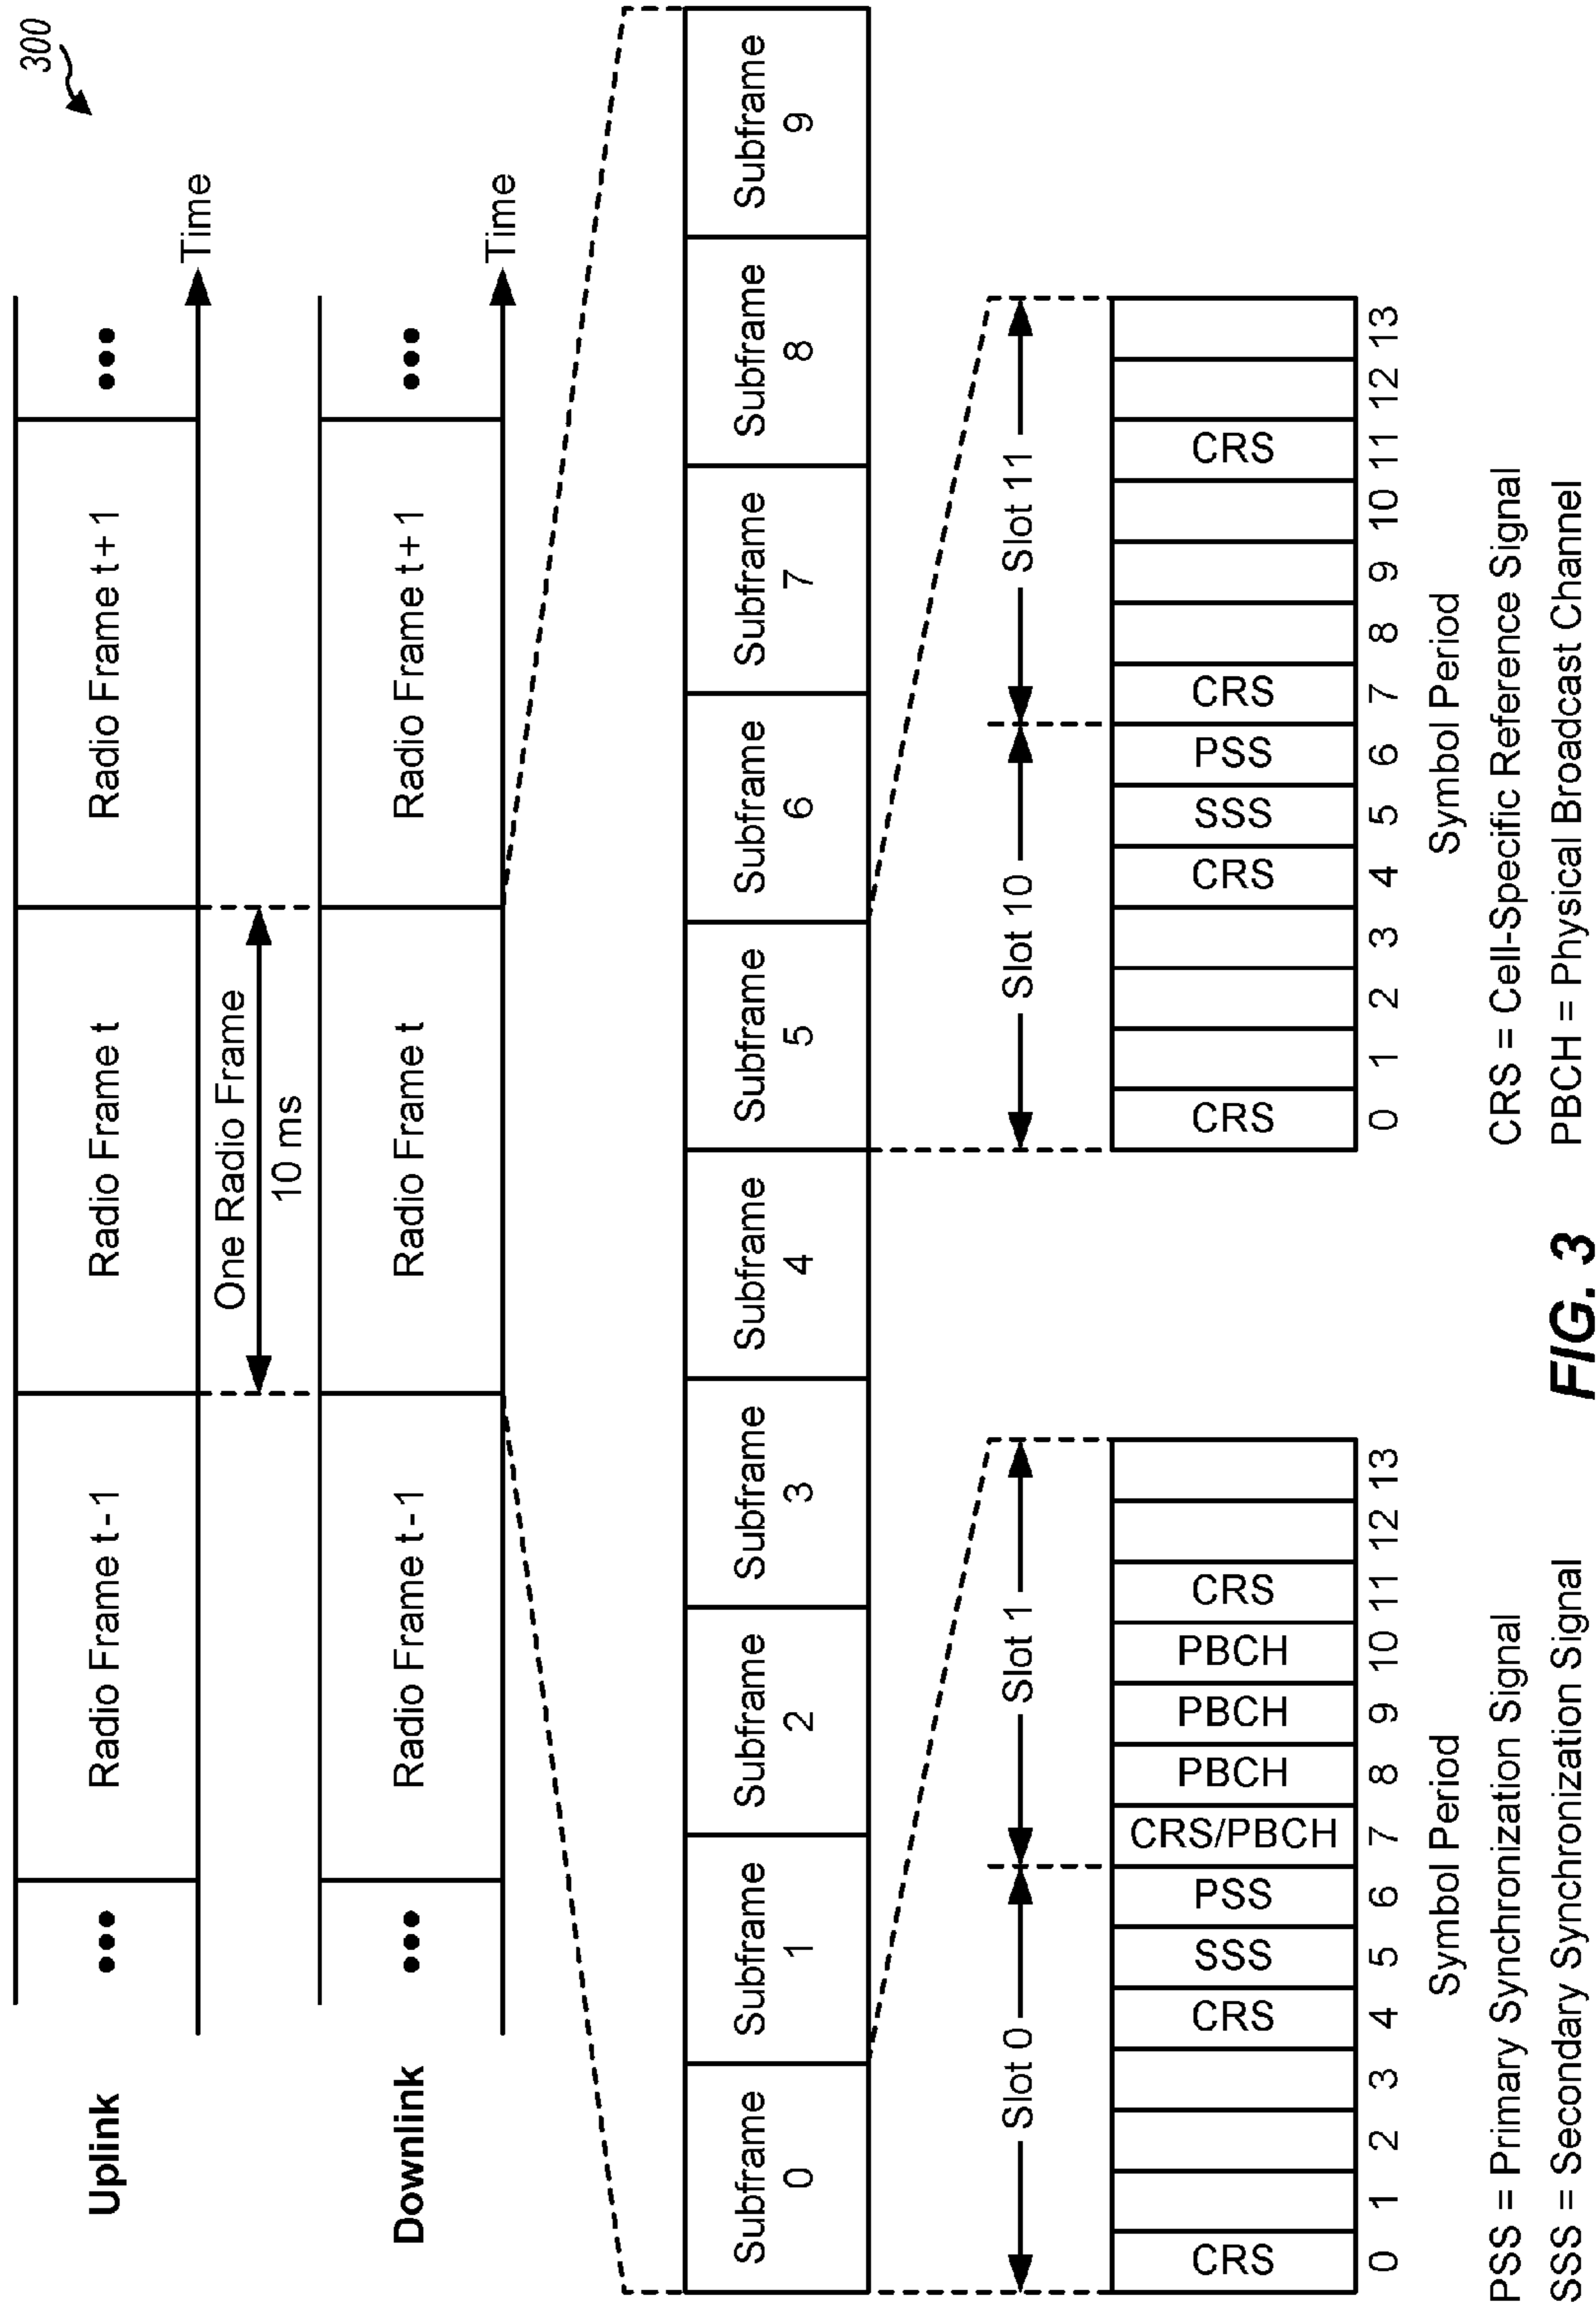 300
Uplink
••• Radio Frame t-1 Radio Frame t Radio Frame t+1 •••
Time
One Radio Frame
10 ms
Downlink
••• Radio Frame t-1 Radio Frame t Radio Frame t+1 •••
Time
Subframe 0
Subframe 1
Subframe 2
Subframe 3
Subframe 4
Subframe 5
Subframe 6
Subframe 7
Subframe 8
Subframe 9
Slot 0 Slot 1
CRS CRS SSS PSS CRS/PBCH PBCH PBCH PBCH CRS
0 1 2 3 4 5 6 7 8 9 10 11 12 13
Symbol Period
Slot 10 Slot 11
CRS CRS SSS PSS CRS CRS
0 1 2 3 4 5 6 7 8 9 10 11 12 13
Symbol Period
PSS = Primary Synchronization Signal
SSS = Secondary Synchronization Signal
CRS = Cell-Specific Reference Signal
PBCH = Physical Broadcast Channel
FIG. 3